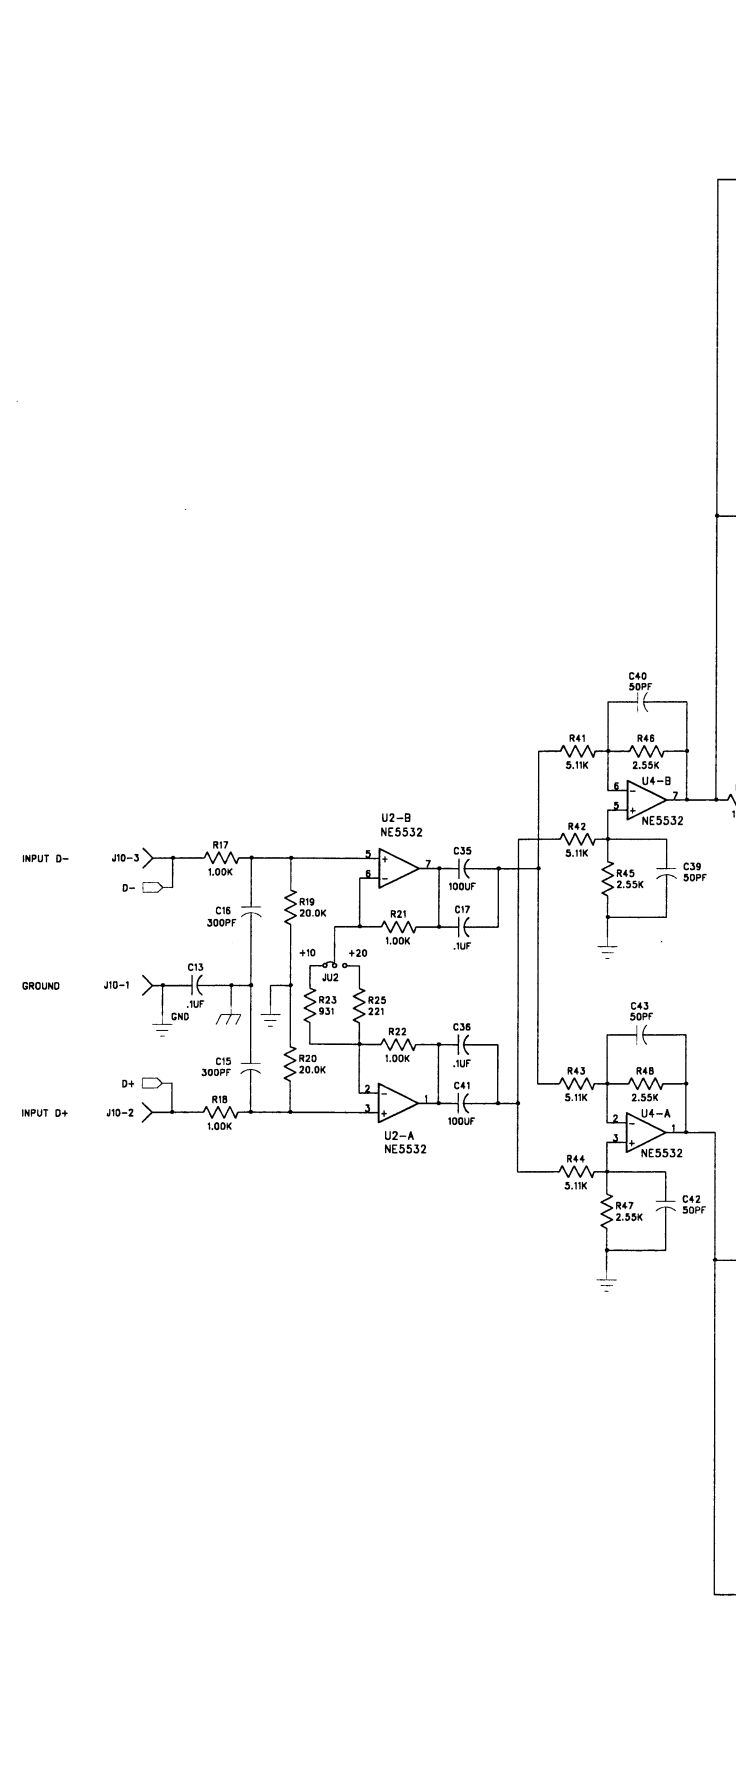 C40
50PF
R41
5.11K
R46
2.55K
U4-B
6
-
5
+
7
NE5532
1
U2-B
NE5532
R42
5.11K
INPUT D-
J10-3
R17
1.00K
5
+
6
-
7
C35
100UF
R45
2.55K
C39
50PF
D-
C16
300PF
R19
20.0K
R21
1.00K
C17
.1UF
+10
+20
JU2
GROUND
J10-1
C13
.1UF
GND
R23
931
R25
221
C43
50PF
R22
1.00K
C36
.1UF
C15
300PF
R20
20.0K
D+
R43
5.11K
R48
2.55K
INPUT D+
J10-2
R18
1.00K
2
-
3
+
1
C41
100UF
U2-A
NE5532
U4-A
2
-
3
+
1
NE5532
R44
5.11K
R47
2.55K
C42
50PF